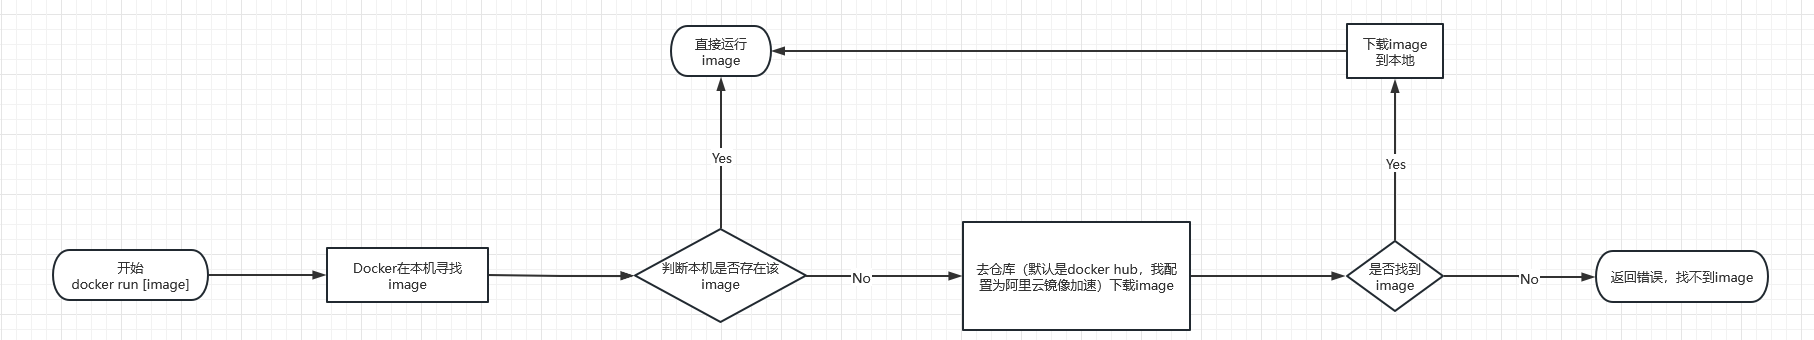 直接运行
image
下载image
到本地
Yes
Yes
开始
docker run [image]
Docker在本机寻找
image
判断本机是否存在该
image
No
去仓库（默认是docker hub，我配
置为阿里云镜像加速）下载image
是否找到
image
No
返回错误，找不到image